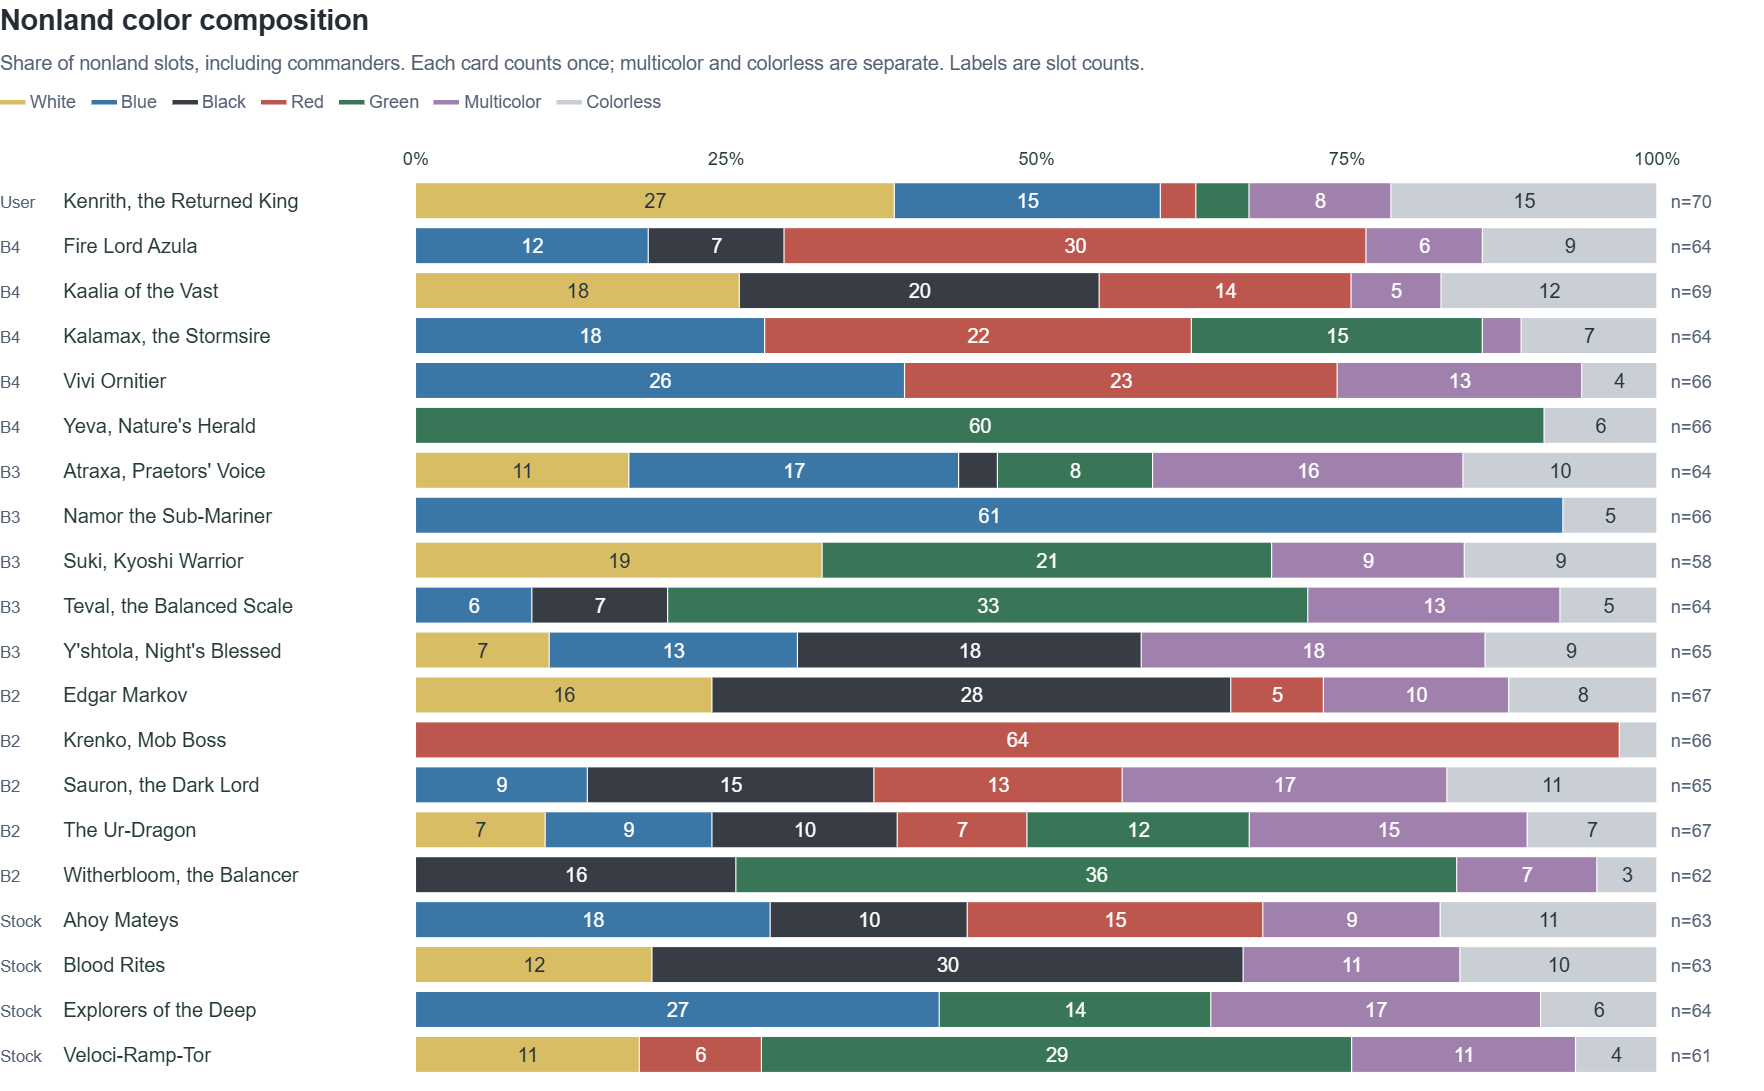 Nonland color composition
Share of nonland slots, including commanders. Each card counts once; multicolor and colorless are separate. Labels are slot counts.
White Blue Black Red Green Multicolor Colorless
0% 25% 50% 75% 100%
User Kenrith, the Returned King 27 15 8 15 n=70
B4 Fire Lord Azula 12 7 30 6 9 n=64
B4 Kaalia of the Vast 18 20 14 5 12 n=69
B4 Kalamax, the Stormsire 18 22 15 7 n=64
B4 Vivi Ornitier 26 23 13 4 n=66
B4 Yeva, Nature's Herald 60 6 n=66
B3 Atraxa, Praetors' Voice 11 17 8 16 10 n=64
B3 Namor the Sub-Mariner 61 5 n=66
B3 Suki, Kyoshi Warrior 19 21 9 9 n=58
B3 Teval, the Balanced Scale 6 7 33 13 5 n=64
B3 Y'shtola, Night's Blessed 7 13 18 18 9 n=65
B2 Edgar Markov 16 28 5 10 8 n=67
B2 Krenko, Mob Boss 64 n=66
B2 Sauron, the Dark Lord 9 15 13 17 11 n=65
B2 The Ur-Dragon 7 9 10 7 12 15 7 n=67
B2 Witherbloom, the Balancer 16 36 7 3 n=62
Stock Ahoy Mateys 18 10 15 9 11 n=63
Stock Blood Rites 12 30 11 10 n=63
Stock Explorers of the Deep 27 14 17 6 n=64
Stock Veloci-Ramp-Tor 11 6 29 11 4 n=61